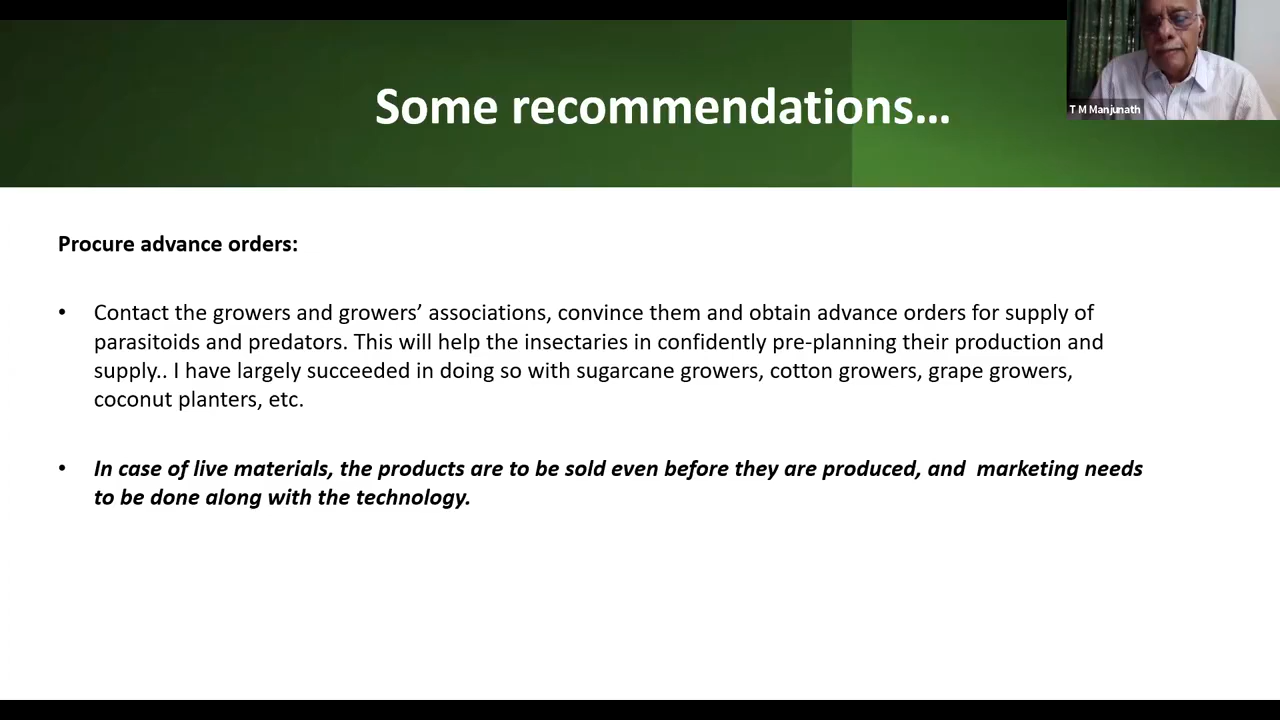 Some recommendations...
T M Manjunath
Procure advance orders:
• Contact the growers and growers’ associations, convince them and obtain advance orders for supply of
parasitoids and predators. This will help the insectaries in confidently pre-planning their production and
supply.. I have largely succeeded in doing so with sugarcane growers, cotton growers, grape growers,
coconut planters, etc.
• In case of live materials, the products are to be sold even before they are produced, and  marketing needs
to be done along with the technology.